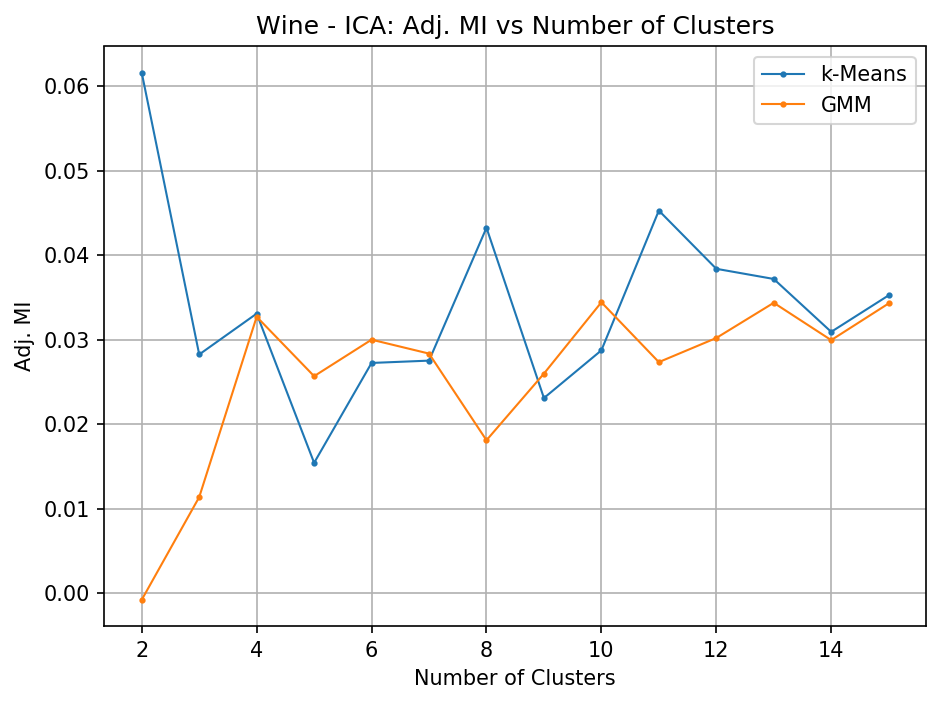 Wine - ICA: Adj. MI vs Number of Clusters
k-Means
GMM
0.06
0.05
0.04
0.03
0.02
0.01
0.00
Adj. MI
2 4 6 8 10 12 14
Number of Clusters